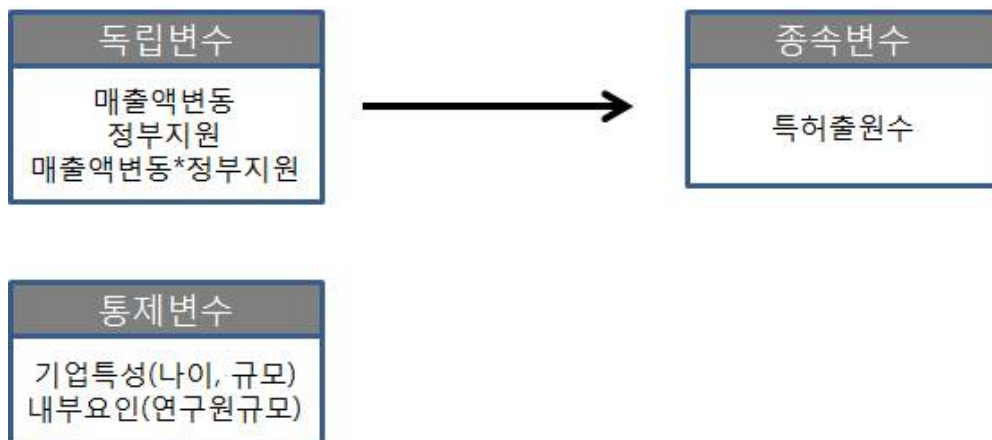 독립변수
매출액변동
정부지원
매출액변동*정부지원
종속변수
특허출원수
통제변수
기업특성(나이, 규모)
내부요인(연구원규모)